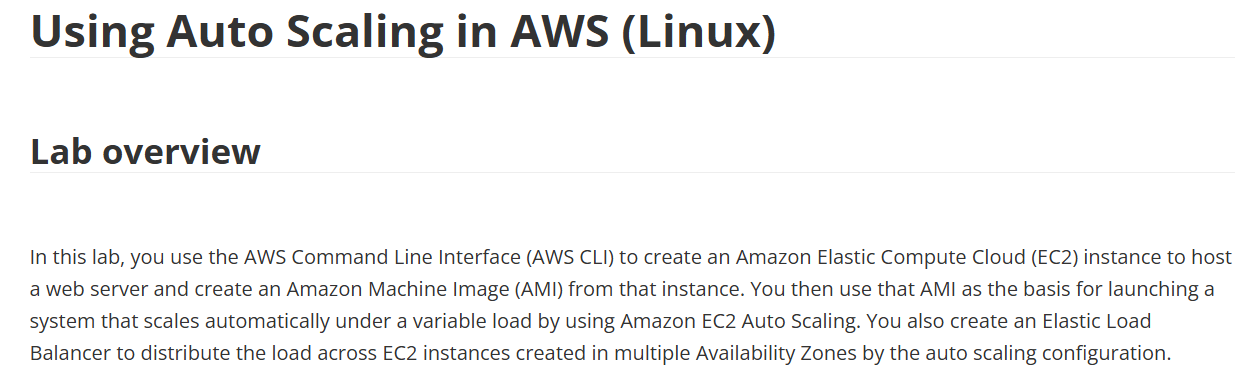 Using Auto Scaling in AWS (Linux)
Lab overview
In this lab, you use the AWS Command Line Interface (AWS CLI) to create an Amazon Elastic Compute Cloud (EC2) instance to host
a web server and create an Amazon Machine Image (AMI) from that instance. You then use that AMI as the basis for launching a
system that scales automatically under a variable load by using Amazon EC2 Auto Scaling. You also create an Elastic Load
Balancer to distribute the load across EC2 instances created in multiple Availability Zones by the auto scaling configuration.